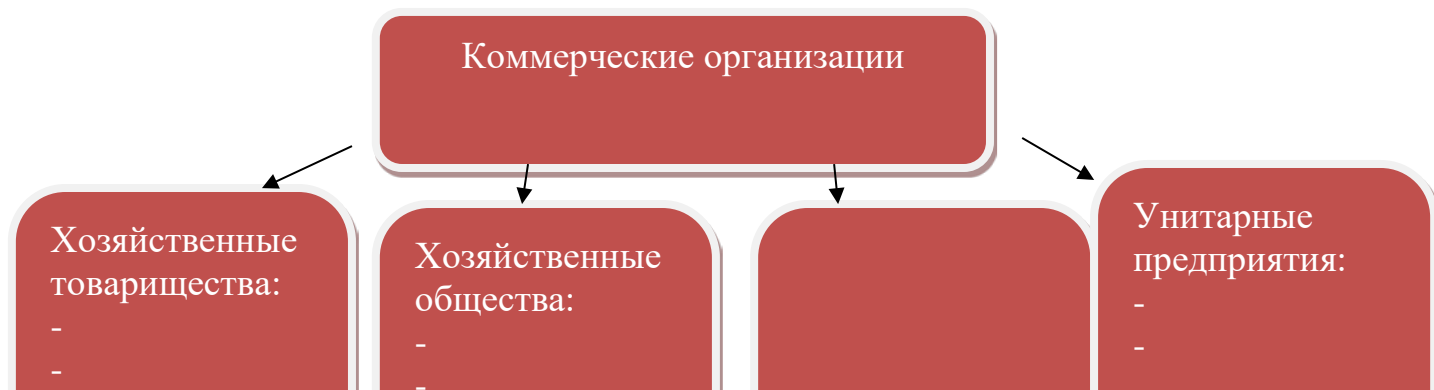 Коммерческие организации
Хозяйственные
товарищества:
-
-
Хозяйственные
общества:
-
-
Унитарные
предприятия:
-
-